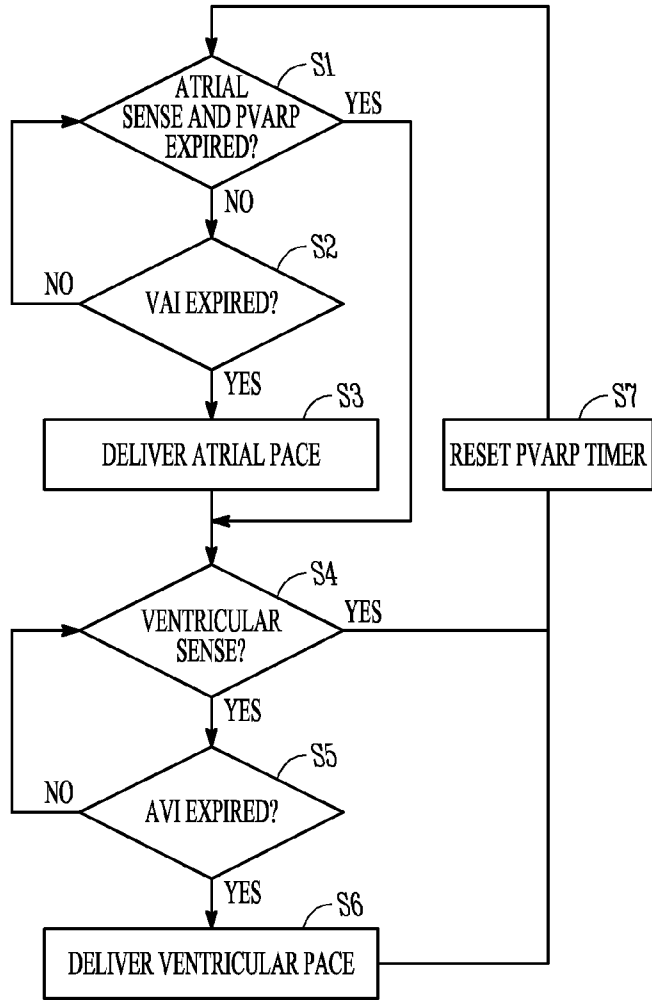 S1
ATRIAL
SENSE AND PVARP
EXPIRED?
YES
NO
S2
NO
VAI EXPIRED?
YES
S3
DELIVER ATRIAL PACE
S7
RESET PVARP TIMER
S4
VENTRICULAR
SENSE?
YES
YES
S5
NO
AVI EXPIRED?
YES
S6
DELIVER VENTRICULAR PACE